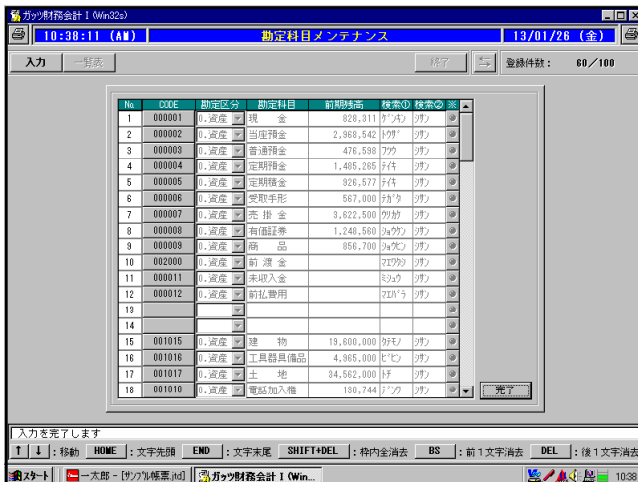 ガッツ財務会計Ⅰ(Win32s)
10:38:11 (AM) 勘定科目メンテナンス 13/01/26 (金)
入力 一覧表 終了 登録件数： 60／100
No. CODE 勘定区分 勘定科目 前期残高 検索① 検索② ※
1 000001 0.資産 現　　金 828,311 ｹﾞﾝｷﾝ ｼｻﾝ
2 000002 0.資産 当座預金 2,968,542 ﾄｳｻﾞ ｼｻﾝ
3 000003 0.資産 普通預金 476,598 ﾌﾂｳ ｼｻﾝ
4 000004 0.資産 定期預金 1,485,265 ﾃｲｷ ｼｻﾝ
5 000005 0.資産 定期積金 926,577 ﾃｲｷ ｼｻﾝ
6 000006 0.資産 受取手形 567,000 ﾃｶﾞﾀ ｼｻﾝ
7 000007 0.資産 売 掛 金 3,622,500 ｳﾘｶｹ ｼｻﾝ
8 000008 0.資産 有価証券 1,248,560 ｼｮｳｹﾝ ｼｻﾝ
9 000009 0.資産 商　　品 856,700 ｼｮｳﾋﾝ ｼｻﾝ
10 002000 0.資産 前 渡 金 ﾏｴﾜﾀｼ ｼｻﾝ
11 000011 0.資産 未収入金 ﾐｼｭｳ ｼｻﾝ
12 000012 0.資産 前払費用 ﾏｴﾊﾞﾗ ｼｻﾝ
13
14
15 001015 0.資産 建　　物 19,600,000 ﾀﾃﾓﾉ ｼｻﾝ
16 001016 0.資産 工具器具備品 4,965,000 ﾋﾞﾋﾝ ｼｻﾝ
17 001017 0.資産 土　　地 34,562,000 ﾄﾁ ｼｻﾝ
18 001010 0.資産 電話加入権 130,744 ﾃﾞﾝﾜ ｼｻﾝ
完了
入力を完了します
↑ ↓ ：移動 HOME ：文字先頭 END ：文字末尾 SHIFT+DEL ：枠内全消去 BS ：前１文字消去 DEL ：後１文字消去
スタート 一太郎 - [サンプル帳票.jtd] ガッツ財務会計Ⅰ(Win... 10:38